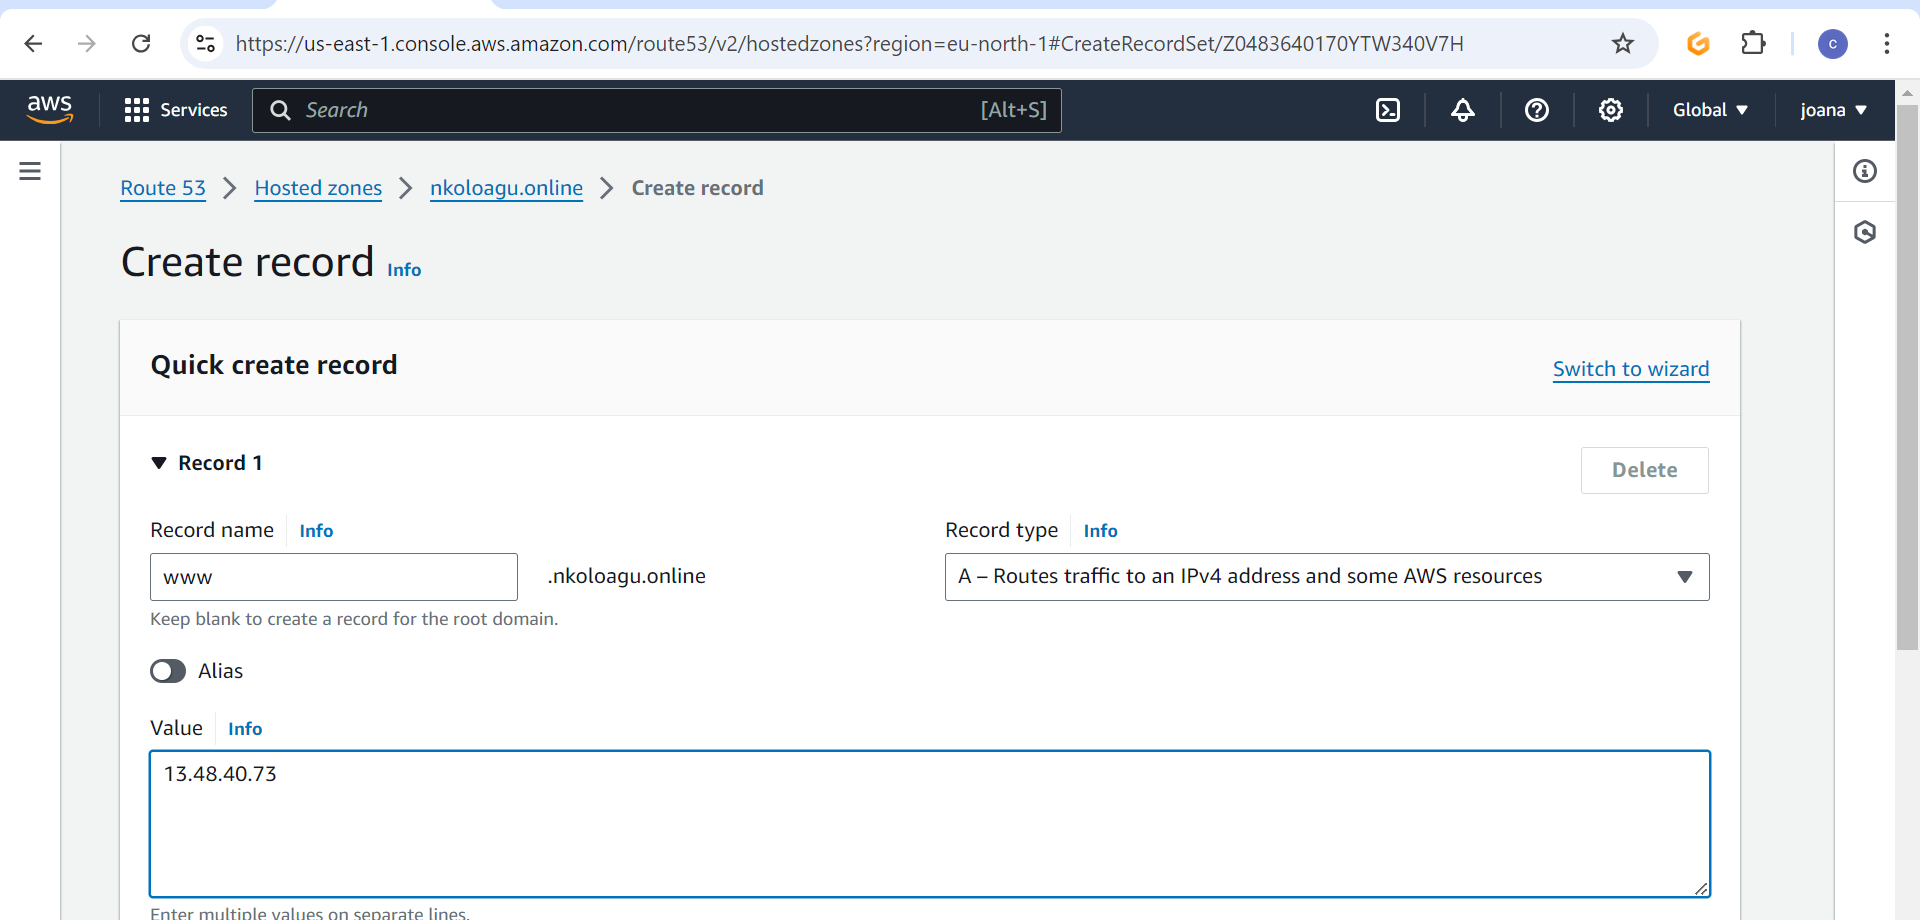 https://us-east-1.console.aws.amazon.com/route53/v2/hostedzones?region=eu-north-1#CreateRecordSet/Z0483640170YTW340V7H
C
aws
Services
Search
[Alt+S]
Global
joana
Route 53
Hosted zones
nkoloagu.online
Create record
Create record Info
Quick create record
Switch to wizard
Record 1
Delete
Record name Info
Record type Info
www
.nkoloagu.online
A – Routes traffic to an IPv4 address and some AWS resources
Keep blank to create a record for the root domain.
Alias
Value Info
13.48.40.73
Enter multiple values on separate lines.